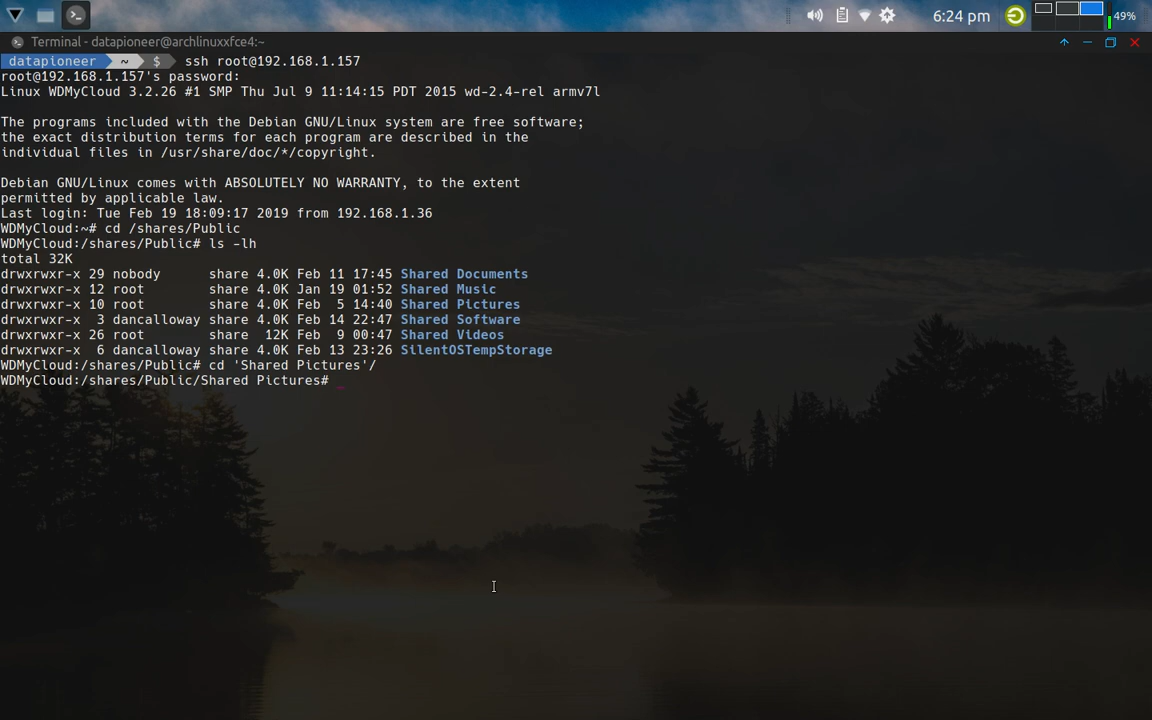 6:24 pm
49%
Terminal - datapioneer@archlinuxxfce4:~
datapioneer ~ $ ssh root@192.168.1.157
root@192.168.1.157's password:
Linux WDMyCloud 3.2.26 #1 SMP Thu Jul 9 11:14:15 PDT 2015 wd-2.4-rel armv7l
The programs included with the Debian GNU/Linux system are free software;
the exact distribution terms for each program are described in the
individual files in /usr/share/doc/*/copyright.
Debian GNU/Linux comes with ABSOLUTELY NO WARRANTY, to the extent
permitted by applicable law.
Last login: Tue Feb 19 18:09:17 2019 from 192.168.1.36
WDMyCloud:~# cd /shares/Public
WDMyCloud:/shares/Public# ls -lh
total 32K
drwxrwxr-x 29 nobody      share 4.0K Feb 11 17:45 Shared Documents
drwxrwxr-x 12 root        share 4.0K Jan 19 01:52 Shared Music
drwxrwxr-x 10 root        share 4.0K Feb  5 14:40 Shared Pictures
drwxrwxr-x  3 dancalloway share 4.0K Feb 14 22:47 Shared Software
drwxrwxr-x 26 root        share  12K Feb  9 00:47 Shared Videos
drwxrwxr-x  6 dancalloway share 4.0K Feb 13 23:26 SilentOSTempStorage
WDMyCloud:/shares/Public# cd 'Shared Pictures'/
WDMyCloud:/shares/Public/Shared Pictures# _